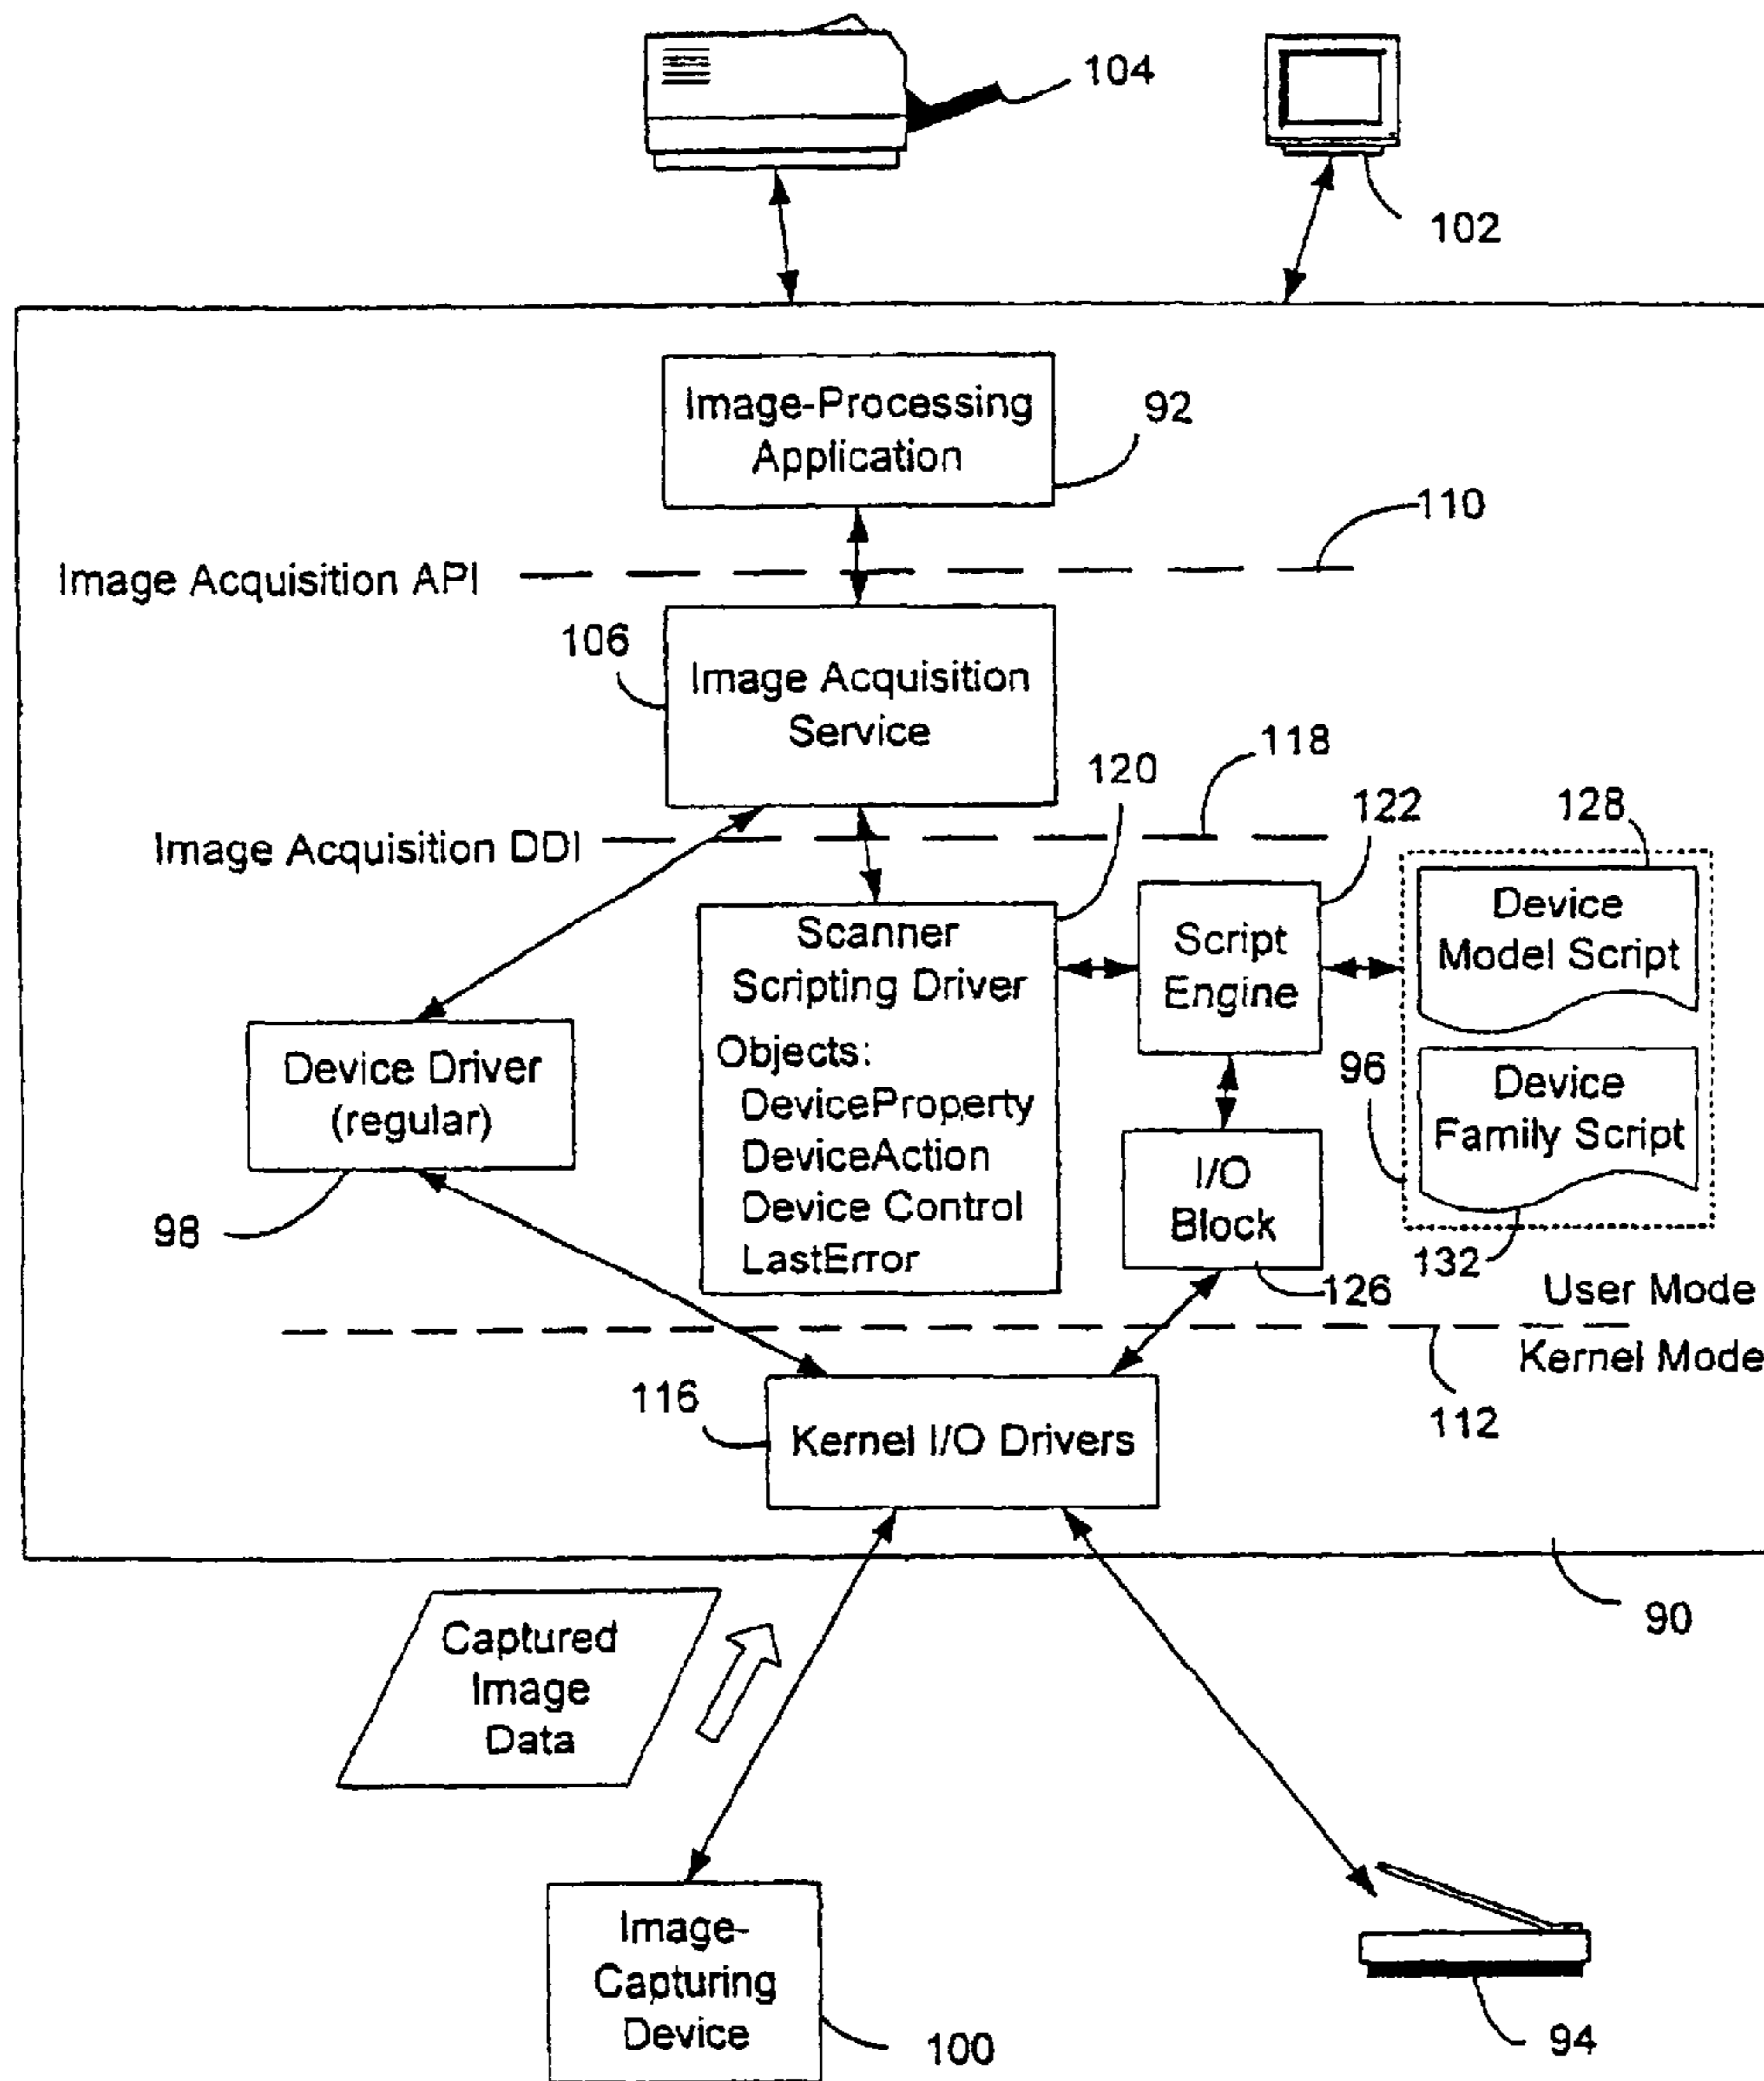 104
102
Image-Processing
Application
92
110
Image Acquisition API
106
Image Acquisition
Service
118
120
122
128
Image Acquisition DDI
Scanner
Scripting Driver
Objects:
DeviceProperty
DeviceAction
Device Control
LastError
Script
Engine
Device
Model Script
Device
Family Script
96
Device Driver
(regular)
98
I/O
Block
126
132
User Mode
Kernel Mode
112
116
Kernel I/O Drivers
90
Captured
Image
Data
Image-
Capturing
Device
100
94